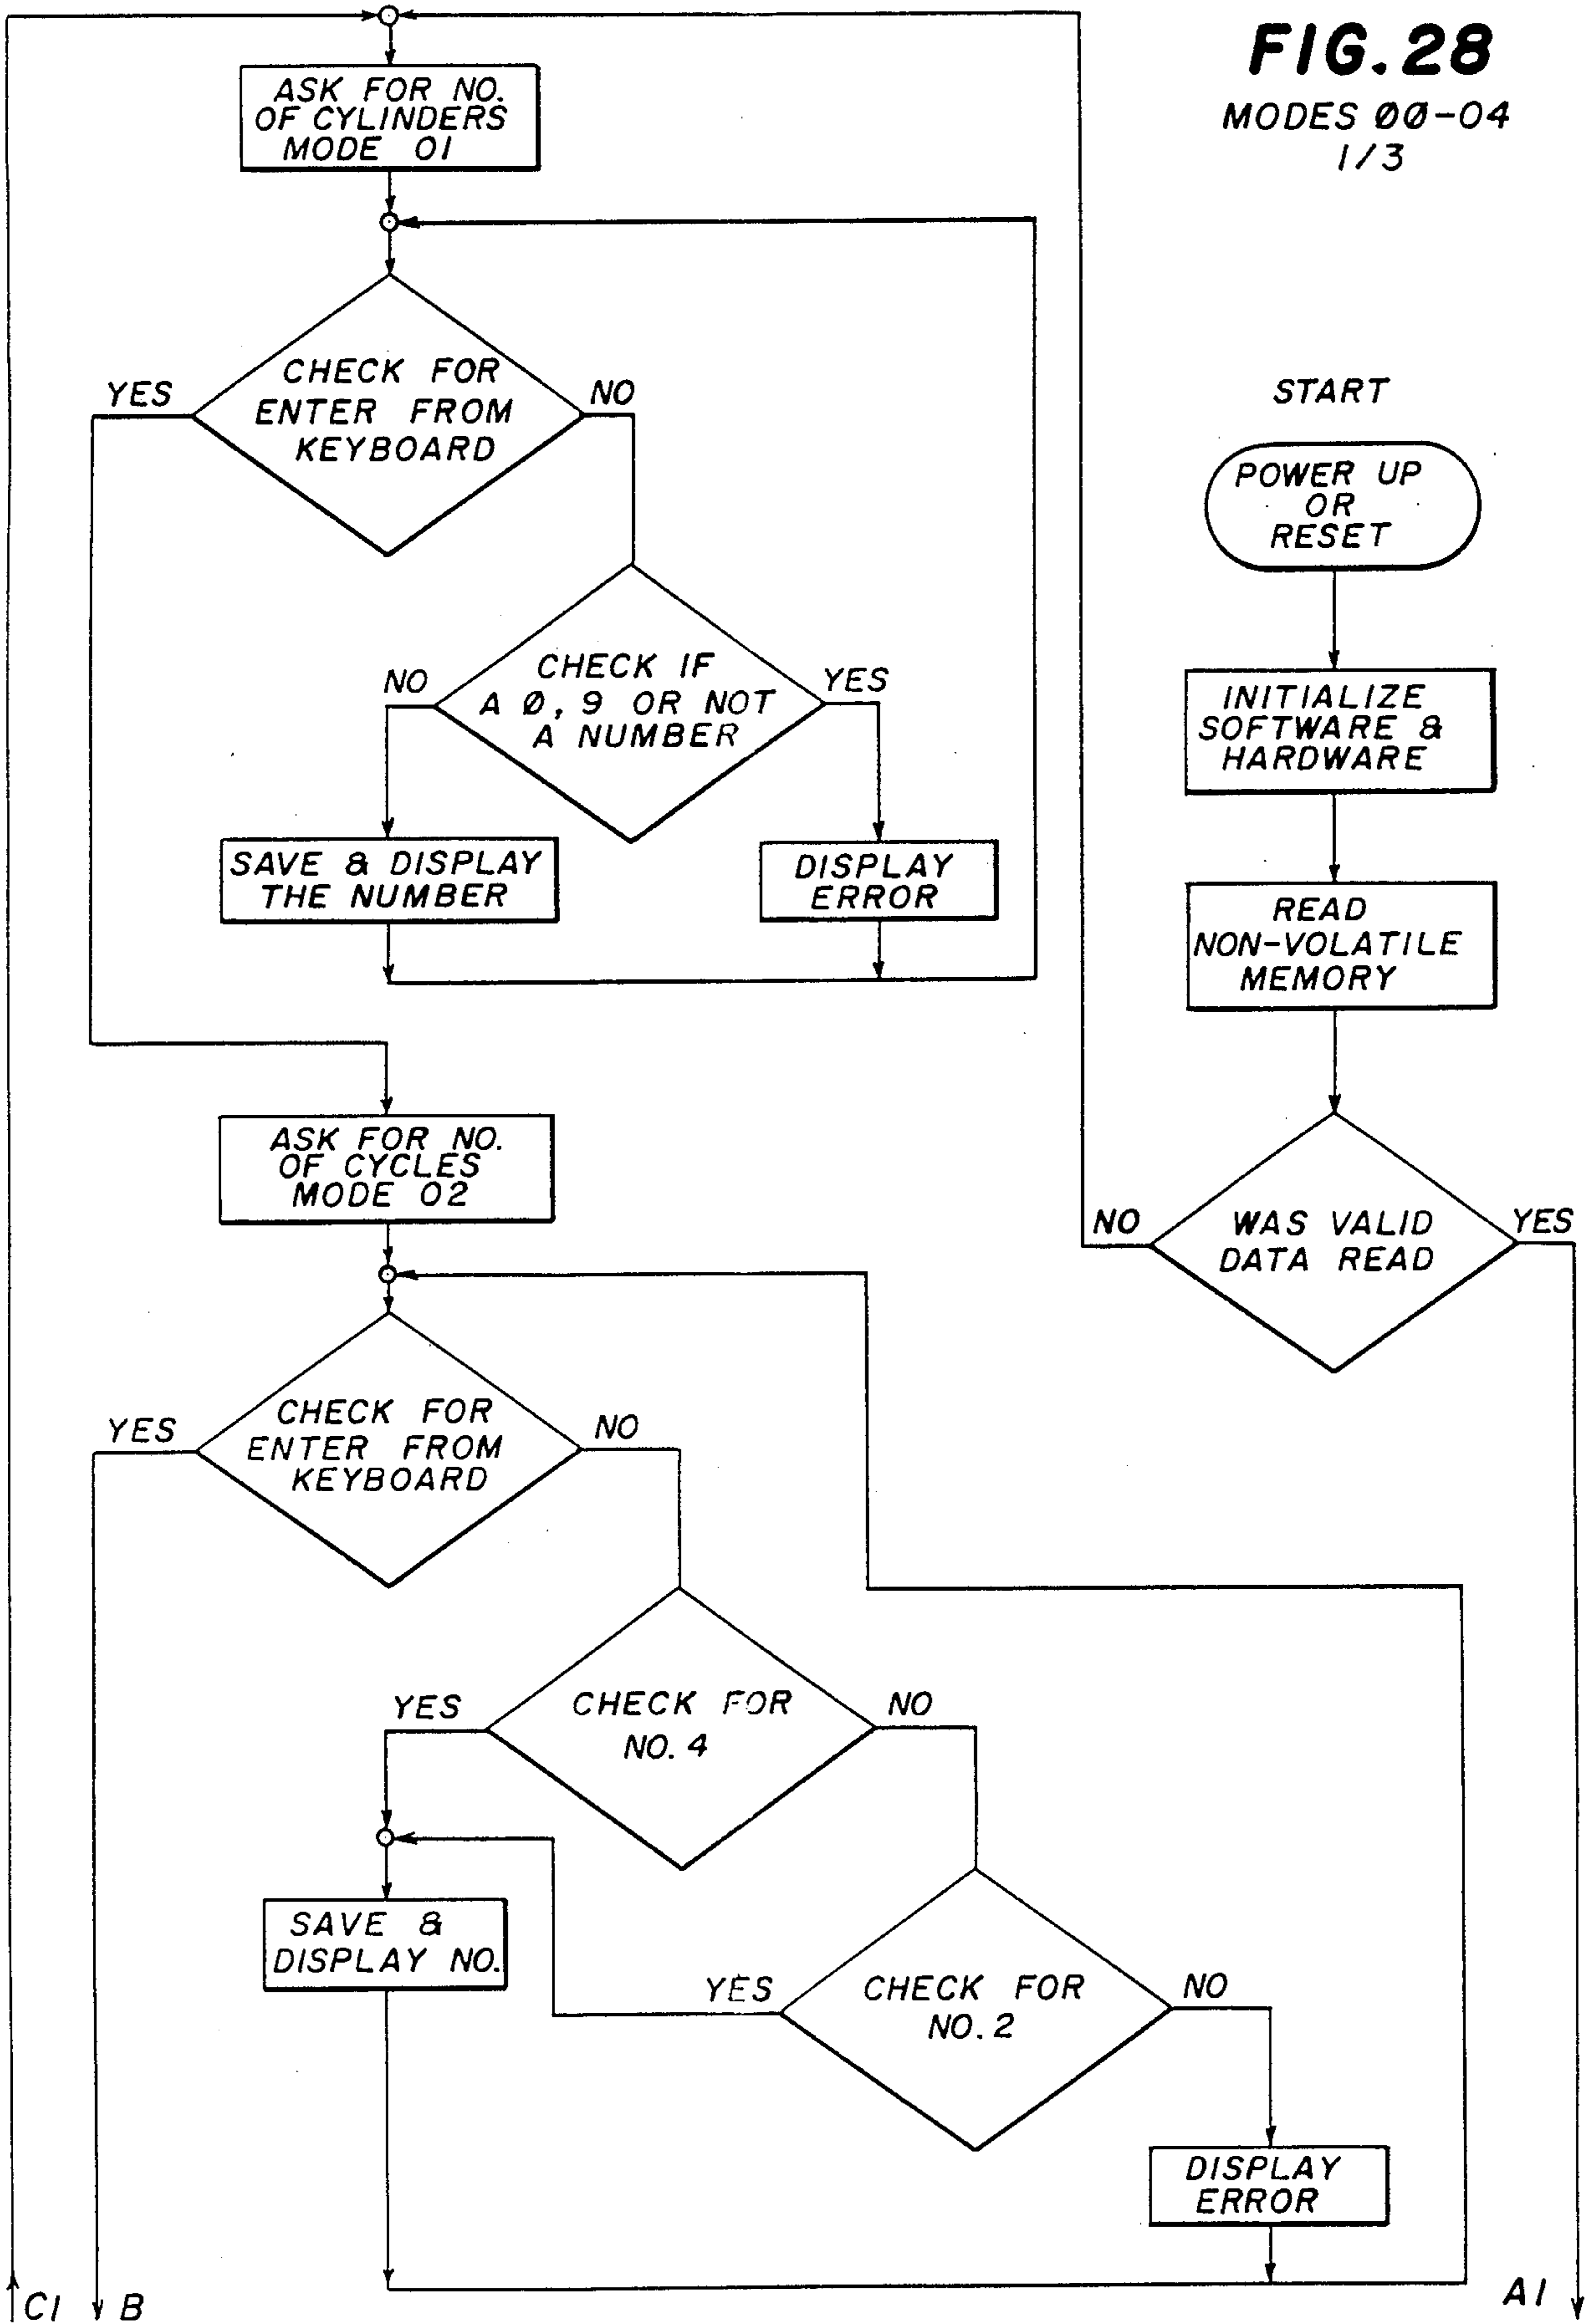 FIG. 28
MODES 00-04
1/3
ASK FOR NO.
OF CYLINDERS
MODE 01
CHECK FOR
ENTER FROM
KEYBOARD
YES
NO
CHECK IF
A 0, 9 OR NOT
A NUMBER
NO
YES
SAVE & DISPLAY
THE NUMBER
DISPLAY
ERROR
START
POWER UP
OR
RESET
INITIALIZE
SOFTWARE &
HARDWARE
READ
NON-VOLATILE
MEMORY
WAS VALID
DATA READ
NO
YES
ASK FOR NO.
OF CYCLES
MODE 02
CHECK FOR
ENTER FROM
KEYBOARD
YES
NO
CHECK FOR
NO. 4
YES
NO
SAVE &
DISPLAY NO.
CHECK FOR
NO. 2
YES
NO
DISPLAY
ERROR
C1
B
A1